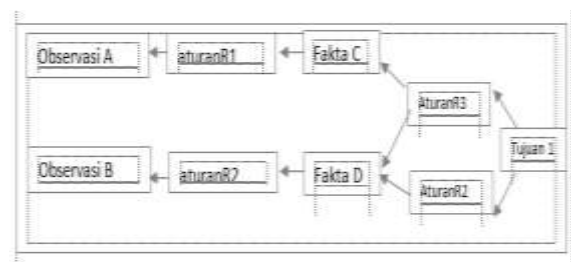 Observasi A
aturanR1
Fakta C
AturanR3
Tujuan 1
Observasi B
aturanR2
Fakta D
AturanR2